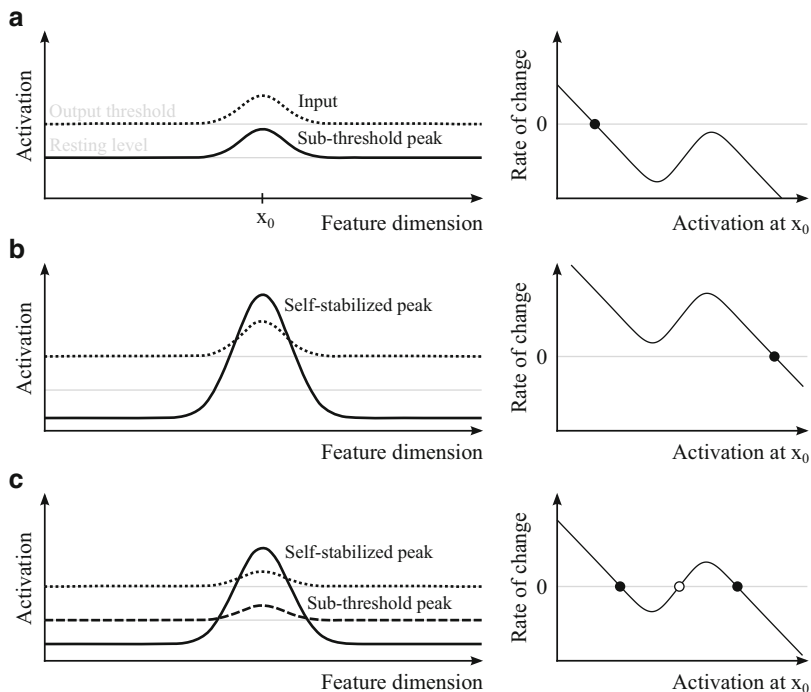 a
Activation
Output threshold
Input
Resting level
Sub-threshold peak
x₀
Feature dimension
Rate of change
0
Activation at x₀
b
Activation
Self-stabilized peak
Feature dimension
Rate of change
0
Activation at x₀
c
Activation
Self-stabilized peak
Sub-threshold peak
Feature dimension
Rate of change
0
Activation at x₀